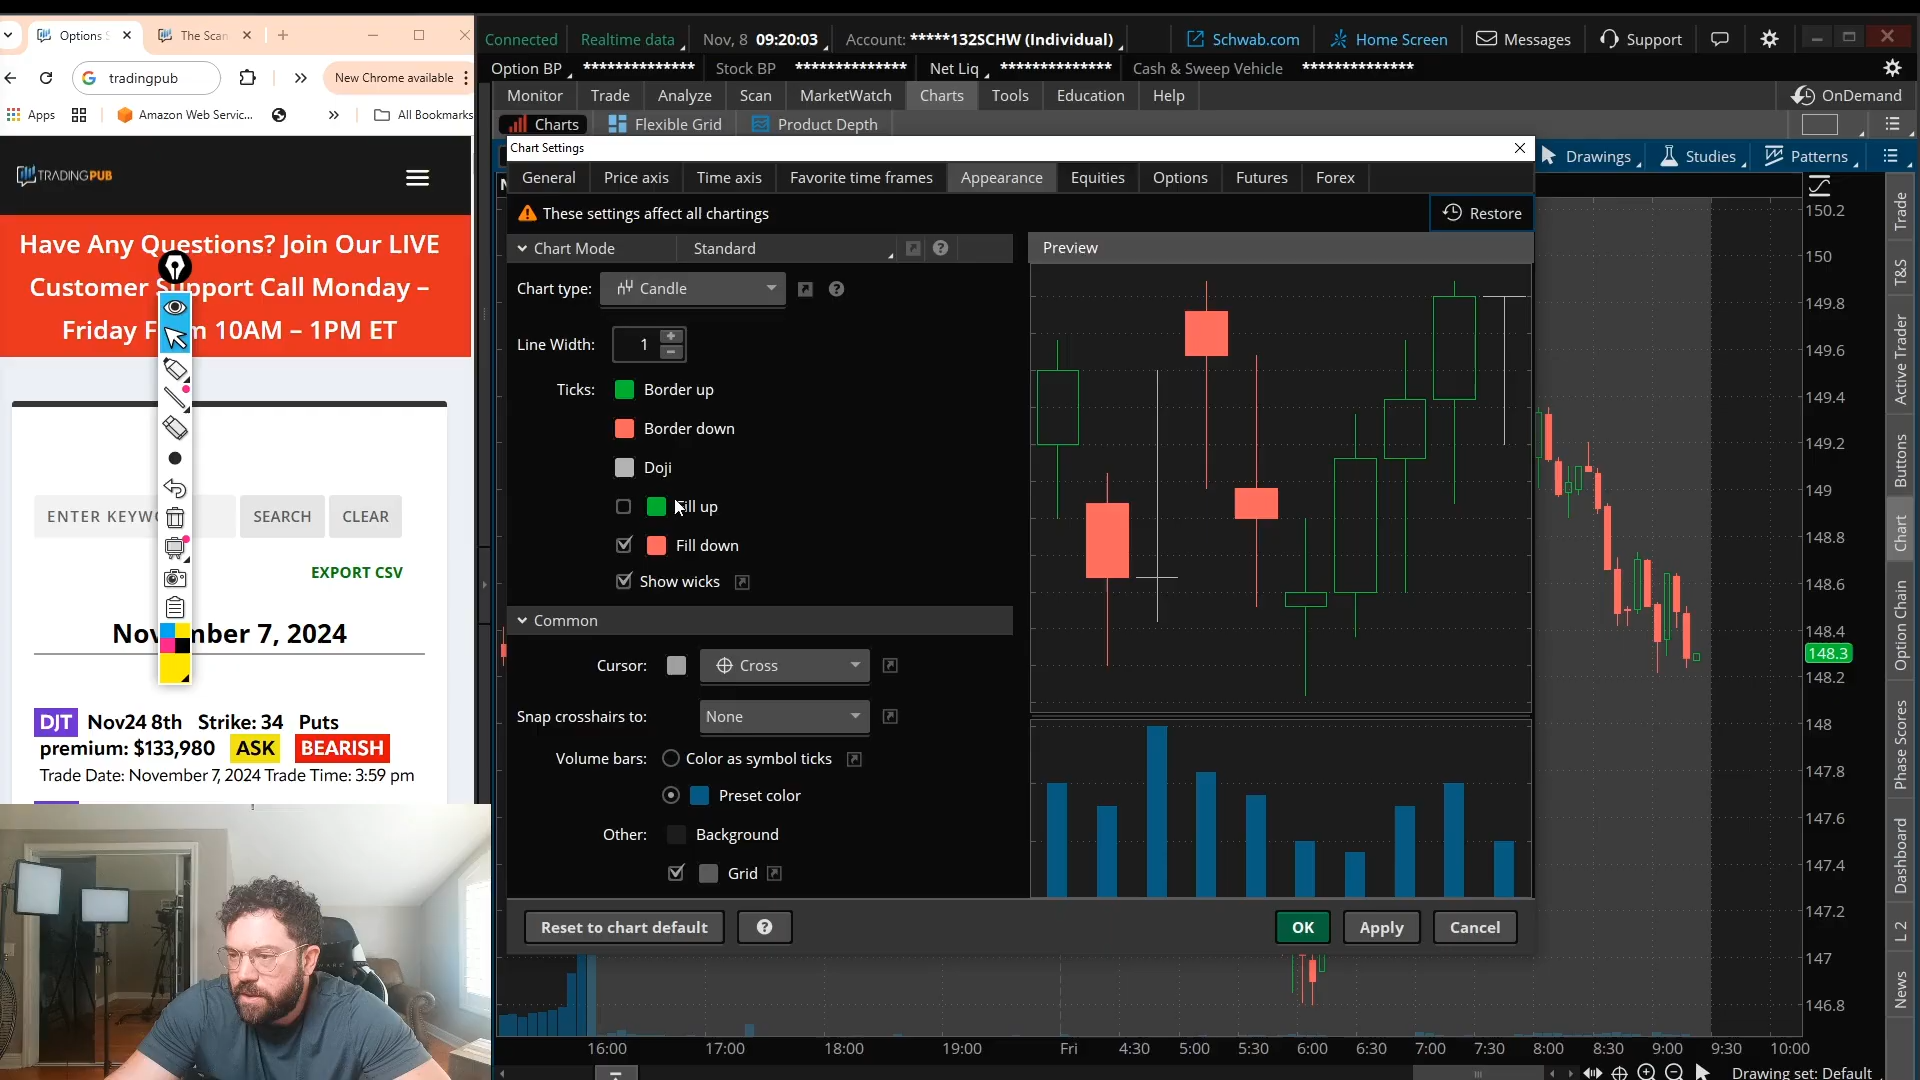 Options S
The Scan
tradingpub
New Chrome available
Apps
Amazon Web Servic...
All Bookmarks
TRADINGPUB
Have Any Questions? Join Our LIVE
Customer Support Call Monday –
10AM – 1PM ET
SEARCH
CLEAR
EXPORT CSV
7, 2024
DJT Nov24 8th Strike: 34 Puts
premium: $133,980 ASK BEARISH
Trade Date: November 7, 2024 Trade Time: 3:59 pm
Connected
Realtime data
Nov, 8 09:20:03
Account: *****132SCHW (Individual)
Schwab.com
Home Screen
Messages
Support
Option BP **************
Stock BP **************
Net Liq **************
Cash & Sweep Vehicle **************
Monitor
Trade
Analyze
Scan
MarketWatch
Charts
Tools
Education
Help
OnDemand
Charts
Flexible Grid
Product Depth
Drawings
Studies
Patterns
Chart Settings
General
Price axis
Time axis
Favorite time frames
Appearance
Equities
Options
Futures
Forex
These settings affect all chartings
Restore
Chart Mode
Standard
Chart type:
Candle
Line Width:
1
Ticks:
Border up
Border down
Doji
ill up
Fill down
Show wicks
Common
Cursor:
Cross
Snap crosshairs to:
None
Volume bars:
Color as symbol ticks
Preset color
Other:
Background
Grid
Preview
Reset to chart default
?
OK
Apply
Cancel
150.2
150
149.8
149.6
149.4
149.2
149
148.8
148.6
148.4
148.3
148.2
148
147.8
147.6
147.4
147.2
147
146.8
Trade
T&S
Active Trader
Buttons
Chart
Option Chain
Phase Scores
Dashboard
L 2
News
16:00
17:00
18:00
19:00
Fri
4:30
5:00
5:30
6:00
6:30
7:00
7:30
8:00
8:30
9:00
9:30
10:00
Drawing set: Default